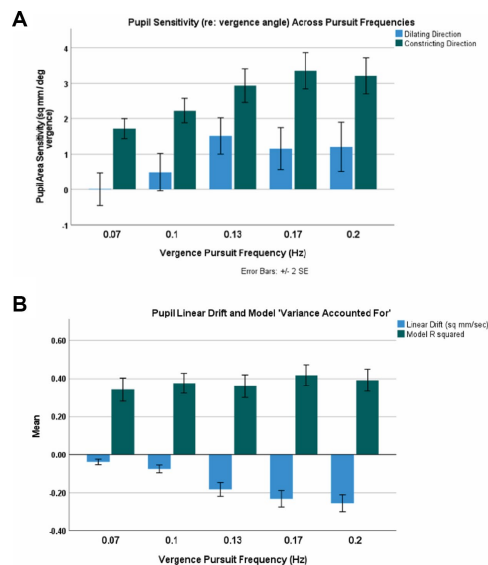 A
Pupil Sensitivity (re: vergence angle) Across Pursuit Frequencies
Dilating Direction
Constricting Direction
Pupil Area Sensitivity (sq mm / deg
vergence)
4
3
2
1
0
-1
0.07 0.1 0.13 0.17 0.2
Vergence Pursuit Frequency (Hz)
Error Bars: +/- 2 SE
B
Pupil Linear Drift and Model 'Variance Accounted For'
Linear Drift (sq mm/sec)
Model R squared
Mean
0.60
0.40
0.20
0.00
-0.20
-0.40
0.07 0.1 0.13 0.17 0.2
Vergence Pursuit Frequency (Hz)